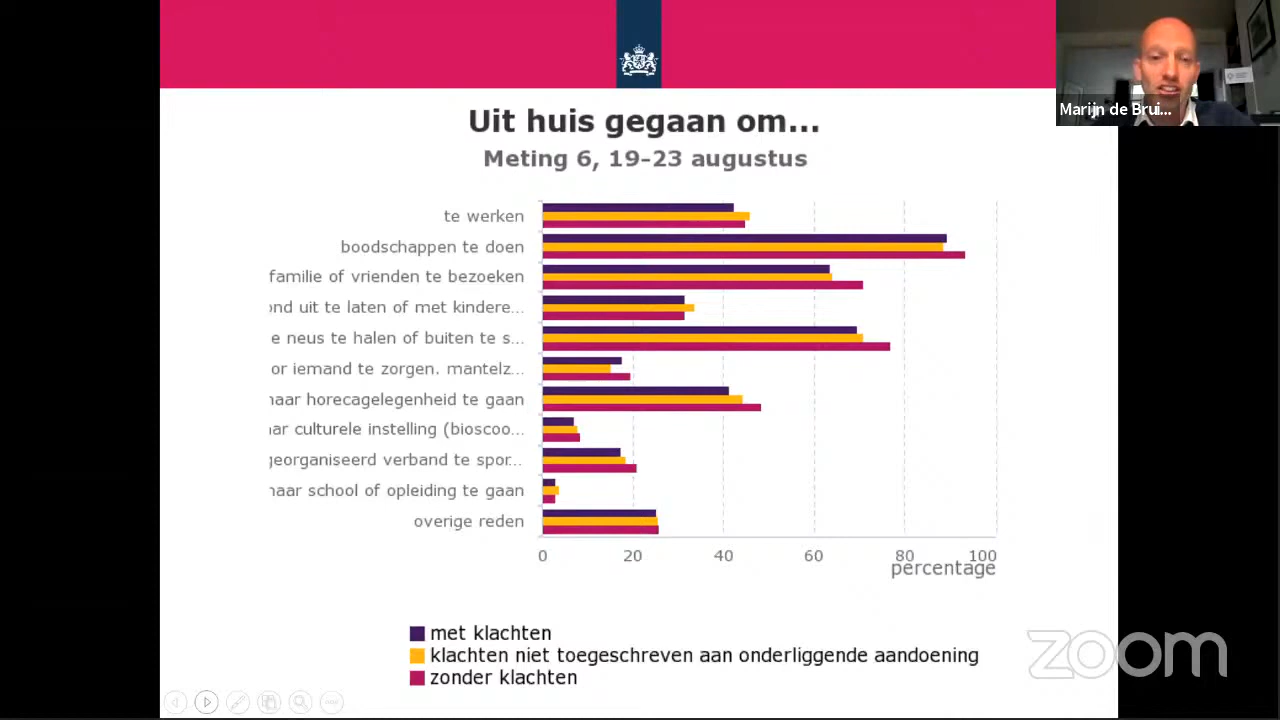 Uit huis gegaan om...
Meting 6, 19–23 augustus
te werken
boodschappen te doen
familie of vrienden te bezoeken
ond uit te laten of met kindere...
e neus te halen of buiten te s...
or iemand te zorgen. mantelz...
naar horecagelegenheid te gaan
aar culturele instelling (bioscoo...
georganiseerd verband te spor...
naar school of opleiding te gaan
overige reden
0 20 40 60 80 100
percentage
met klachten
klachten niet toegeschreven aan onderliggende aandoening
zonder klachten
Marijn de Brui...
zoom